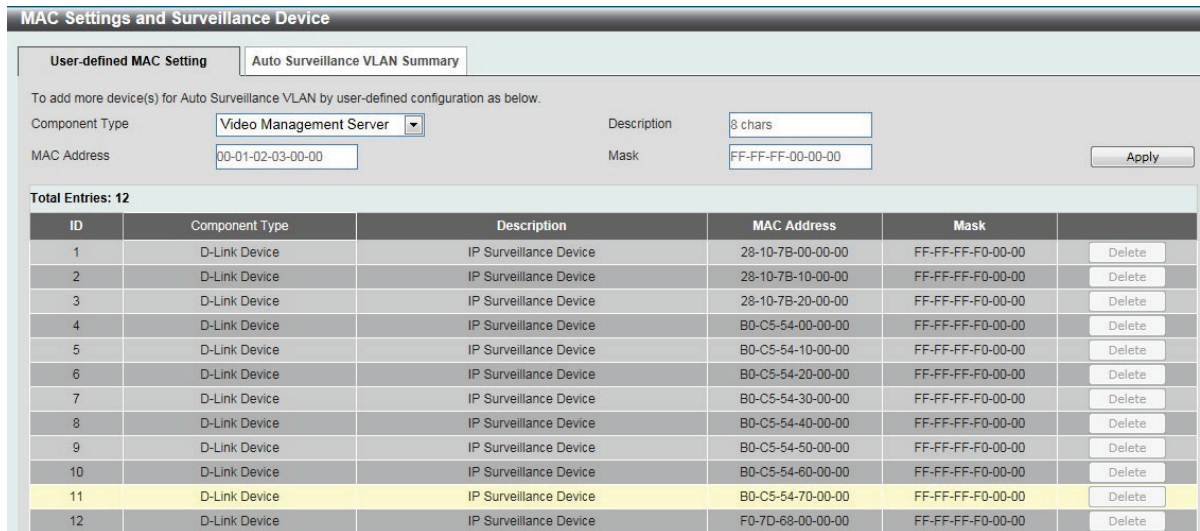 MAC Settings and Surveillance Device
User-defined MAC Setting Auto Surveillance VLAN Summary
To add more device(s) for Auto Surveillance VLAN by user-defined configuration as below.
Component Type Video Management Server Description 8 chars
MAC Address 00-01-02-03-00-00 Mask FF-FF-FF-00-00-00 Apply
Total Entries: 12
ID Component Type Description MAC Address Mask
1 D-Link Device IP Surveillance Device 28-10-7B-00-00-00 FF-FF-FF-F0-00-00 Delete
2 D-Link Device IP Surveillance Device 28-10-7B-10-00-00 FF-FF-FF-F0-00-00 Delete
3 D-Link Device IP Surveillance Device 28-10-7B-20-00-00 FF-FF-FF-F0-00-00 Delete
4 D-Link Device IP Surveillance Device B0-C5-54-00-00-00 FF-FF-FF-F0-00-00 Delete
5 D-Link Device IP Surveillance Device B0-C5-54-10-00-00 FF-FF-FF-F0-00-00 Delete
6 D-Link Device IP Surveillance Device B0-C5-54-20-00-00 FF-FF-FF-F0-00-00 Delete
7 D-Link Device IP Surveillance Device B0-C5-54-30-00-00 FF-FF-FF-F0-00-00 Delete
8 D-Link Device IP Surveillance Device B0-C5-54-40-00-00 FF-FF-FF-F0-00-00 Delete
9 D-Link Device IP Surveillance Device B0-C5-54-50-00-00 FF-FF-FF-F0-00-00 Delete
10 D-Link Device IP Surveillance Device B0-C5-54-60-00-00 FF-FF-FF-F0-00-00 Delete
11 D-Link Device IP Surveillance Device B0-C5-54-70-00-00 FF-FF-FF-F0-00-00 Delete
12 D-Link Device IP Surveillance Device F0-7D-68-00-00-00 FF-FF-FF-F0-00-00 Delete